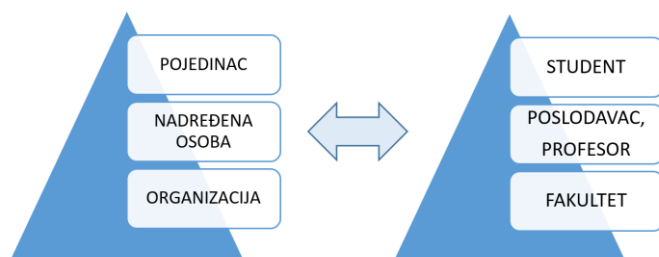 POJEDINAC
NADREĐENA
OSOBA
ORGANIZACIJA
STUDENT
POSLODAVAC,
PROFESOR
FAKULTET